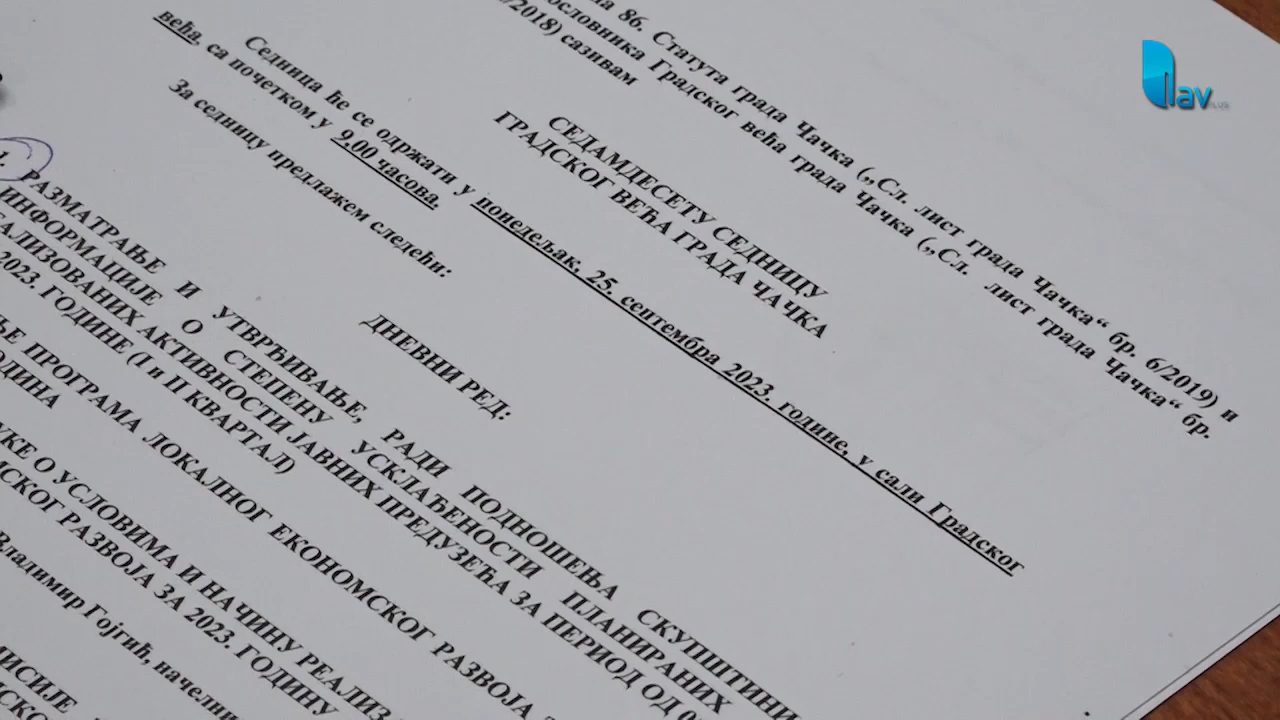 86. Статута града Чачка („Сл. лист града Чачка“ бр. 6/2019) и
Градског већа града Чачка („Сл. лист града Чачка“ бр.
/2018) сазивам
СЕДАМДЕСЕТУ СЕДНИЦУ
ГРАДСКОГ ВЕЋА ГРАДА ЧАЧКА
Седница ће се одржати у понедељак, 25. септембра 2023. године, у сали Градског
већа, са почетком у 9,00 часова.
За седницу предлажем следећи:
ДНЕВНИ РЕД:
1. РАЗМАТРАЊЕ И УТВРЂИВАЊЕ, РАДИ ПОДНОШЕЊА СКУПШТИНИ
ИНФОРМАЦИЈЕ О СТЕПЕНУ УСКЛАЂЕНОСТИ ПЛАНИРАНИХ
АКТИВНОСТИ ЈАВНИХ ПРЕДУЗЕЋА ЗА ПЕРИОД ОД
2023. ГОДИНЕ (I и II КВАРТАЛ)
ПРОГРАМА ЛОКАЛНОГ ЕКОНОМСКОГ РАЗВОЈА
О УСЛОВИМА И НАЧИНУ
РАЗВОЈА ЗА 2023. ГОДИНУ
Владимир Гојгић,
lav